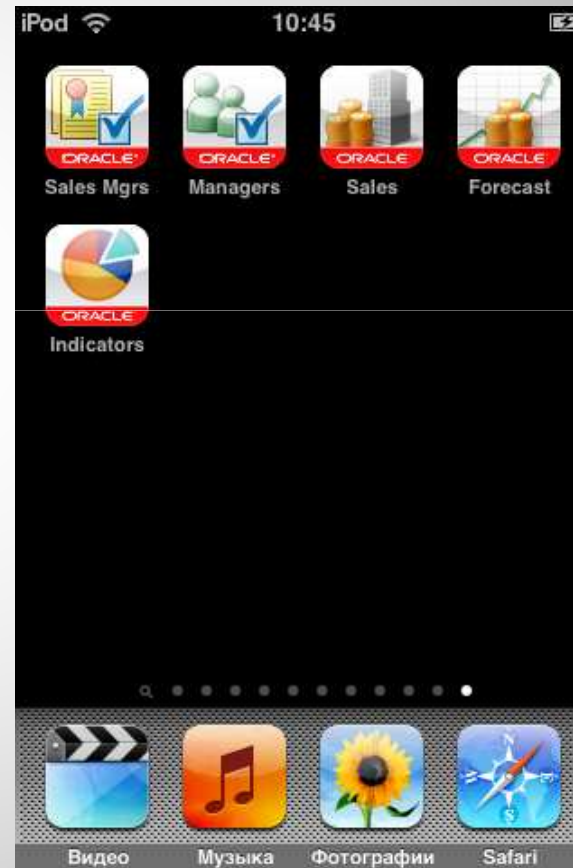 iPod 10:45
ORACLE ORACLE ORACLE ORACLE
Sales Mgrs Managers Sales Forecast
ORACLE
Indicators
N
S
Видео Музыка Фотографии Safari